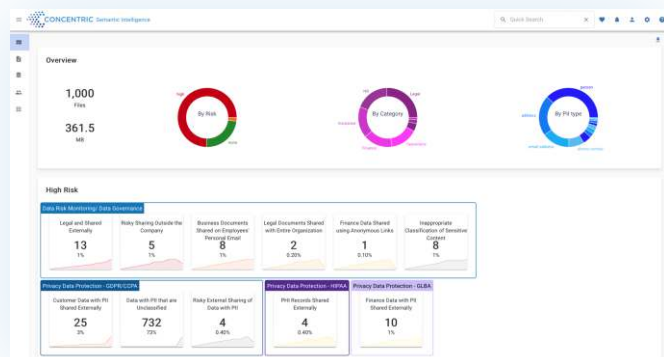 CONCENTRIC Semantic Intelligence
Quick Search
Overview
1,000
Files
361.5
MB
By Risk
high
By Category
Legal
By PII type
person
address
email-address
High Risk
Data Risk Monitoring/ Data Governance
Legal and Shared
Externally
13
1%
Risky Sharing Outside the
Company
5
1%
Business Documents
Shared on Employees'
Personal Email
8
1%
Legal Documents Shared
with Entire Organization
2
0.20%
Finance Data Shared
using Anonymous Links
1
0.10%
Inappropriate
Classification of Sensitive
Content
8
1%
Privacy Data Protection - GDPR/CCPA
Customer Data with PII
Shared Externally
25
3%
Data with PII that are
Unclassified
732
73%
Risky External Sharing of
Data with PII
4
0.40%
Privacy Data Protection - HIPAA
PHI Records Shared
Externally
4
0.40%
Privacy Data Protection - GLBA
Finance Data with PII
Shared Externally
10
1%